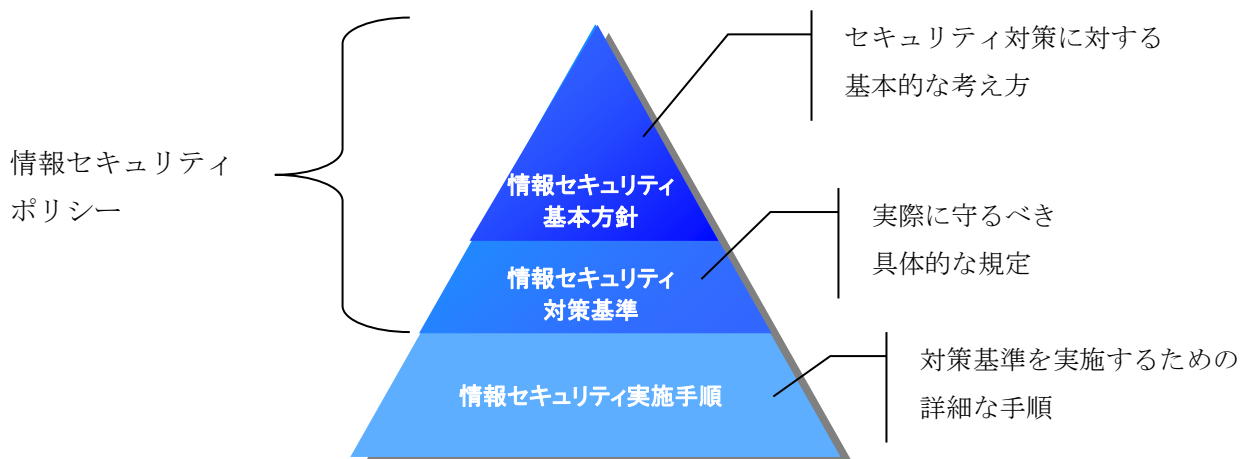 セキュリティ対策に対する
基本的な考え方
情報セキュリティ
ポリシー
情報セキュリティ
基本方針
実際に守るべき
具体的な規定
情報セキュリティ
対策基準
対策基準を実施するための
詳細な手順
情報セキュリティ実施手順